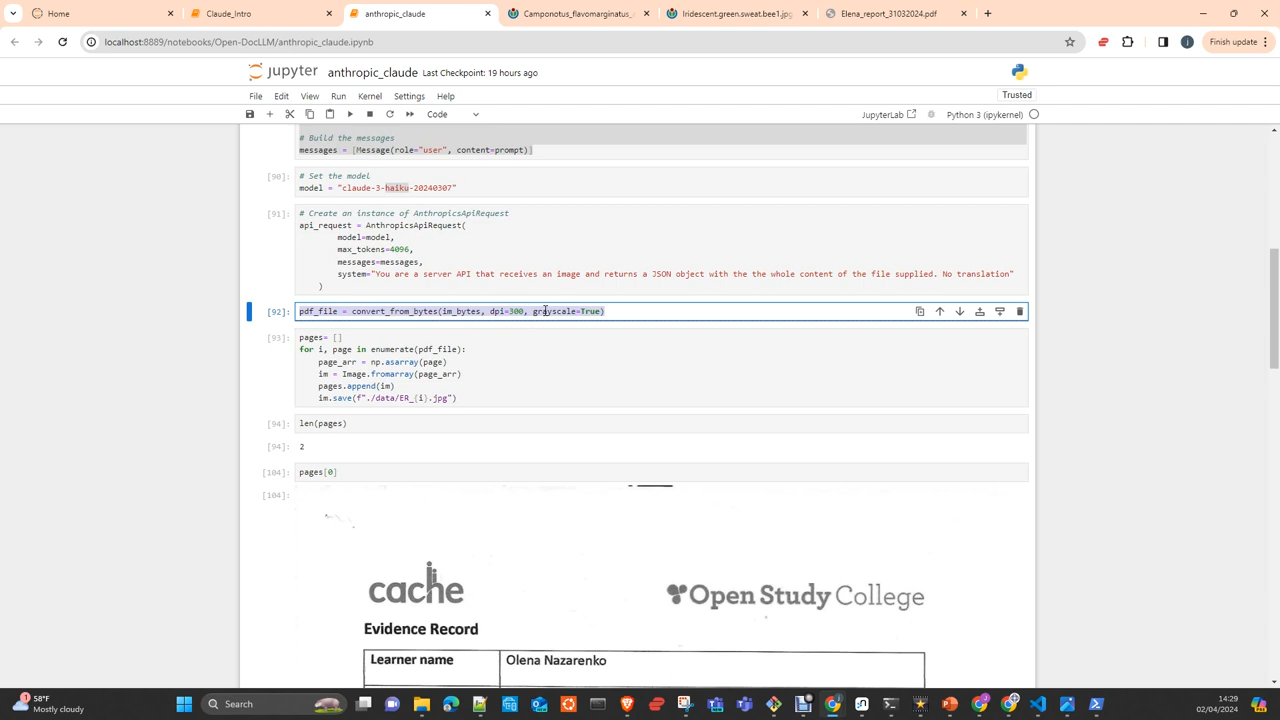 Home
Claude_Intro
anthropic_claude
Camponotus_flavomarginatus_
Iridescent.green.sweat.bee1.jpg
Elena_report_31032024.pdf
localhost:8889/notebooks/Open-DocLLM/anthropic_claude.ipynb
Finish update
jupyter anthropic_claude Last Checkpoint: 19 hours ago
File Edit View Run Kernel Settings Help
Trusted
Code
JupyterLab
Python 3 (ipykernel)
# Build the messages
messages = [Message(role="user", content=prompt)]
[90]:
# Set the model
model = "claude-3-haiku-20240307"
[91]:
# Create an instance of AnthropicsApiRequest
api_request = AnthropicsApiRequest(
model=model,
max_tokens=4096,
messages=messages,
system="You are a server API that receives an image and returns a JSON object with the the whole content of the file supplied. No translation"
)
[92]:
pdf_file = convert_from_bytes(im_bytes, dpi=300, grayscale=True)
[93]:
pages= []
for i, page in enumerate(pdf_file):
page_arr = np.asarray(page)
im = Image.fromarray(page_arr)
pages.append(im)
im.save(f"./data/ER_{i}.jpg")
[94]:
len(pages)
[94]:
2
[104]:
pages[0]
[104]:
cache
Open Study College
Evidence Record
Learner name
Olena Nazarenko
58°F
Mostly cloudy
Search
14:29
02/04/2024